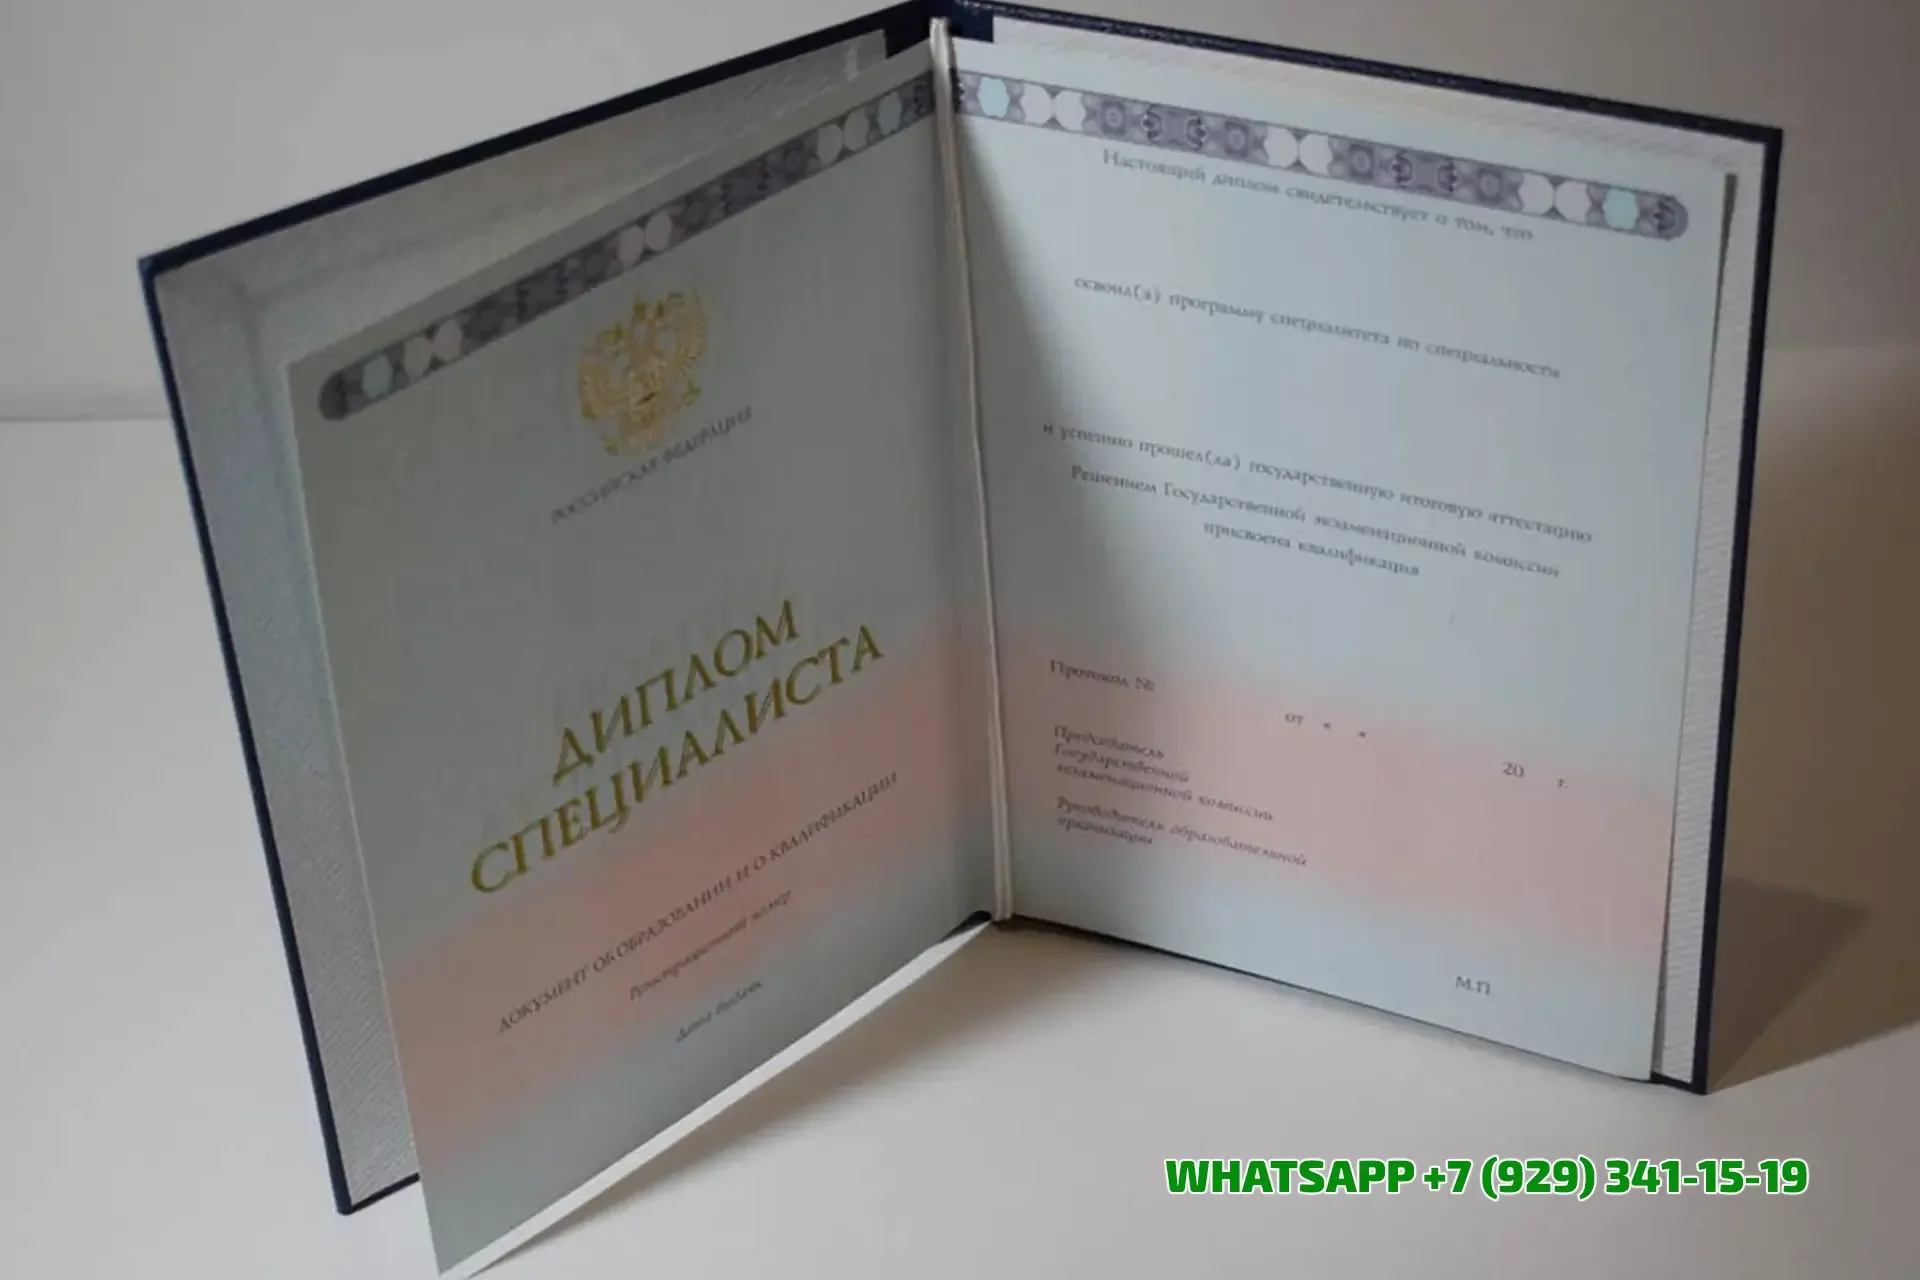 РОССИЙСКАЯ ФЕДЕРАЦИЯ
ДИПЛОМ
СПЕЦИАЛИСТА
ДОКУМЕНТ ОБ ОБРАЗОВАНИИ И О КВАЛИФИКАЦИИ
Регистрационный номер
Дата выдачи
Настоящий диплом свидетельствует о том, что
освоил(а) программу специалитета по специальности
и успешно прошел(ла) государственную итоговую аттестацию
Решением Государственной экзаменационной комиссии
присвоена квалификация
Протокол №
от « » 20 г.
Председатель
Государственной
экзаменационной комиссии
Руководитель образовательной
организации
М.П.
WHATSAPP +7 (929) 341-15-19